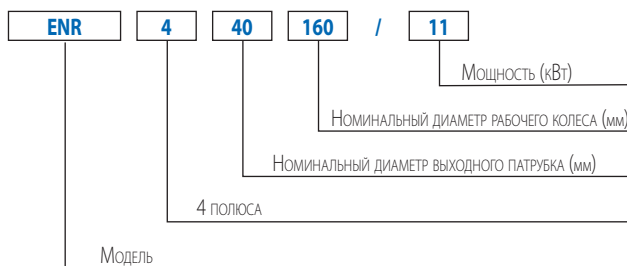 ENR 4 40 160 / 11
Мощность (кВт)
Номинальный диаметр рабочего колеса (мм)
Номинальный диаметр выходного патрубка (мм)
4 полюса
Модель